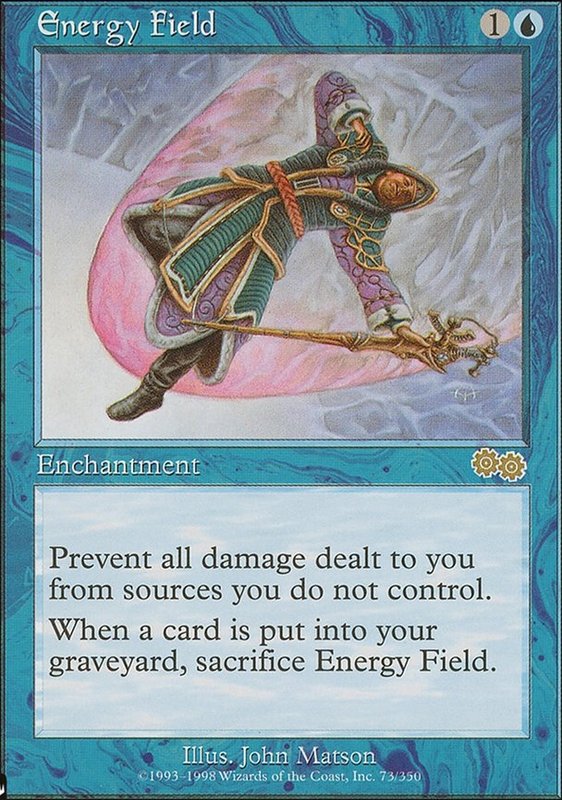 Energy Field
1
Enchantment
Prevent all damage dealt to you
from sources you do not control.
When a card is put into your
graveyard, sacrifice Energy Field.
Illus. John Matson
©1993–1998 Wizards of the Coast, Inc. 73/350